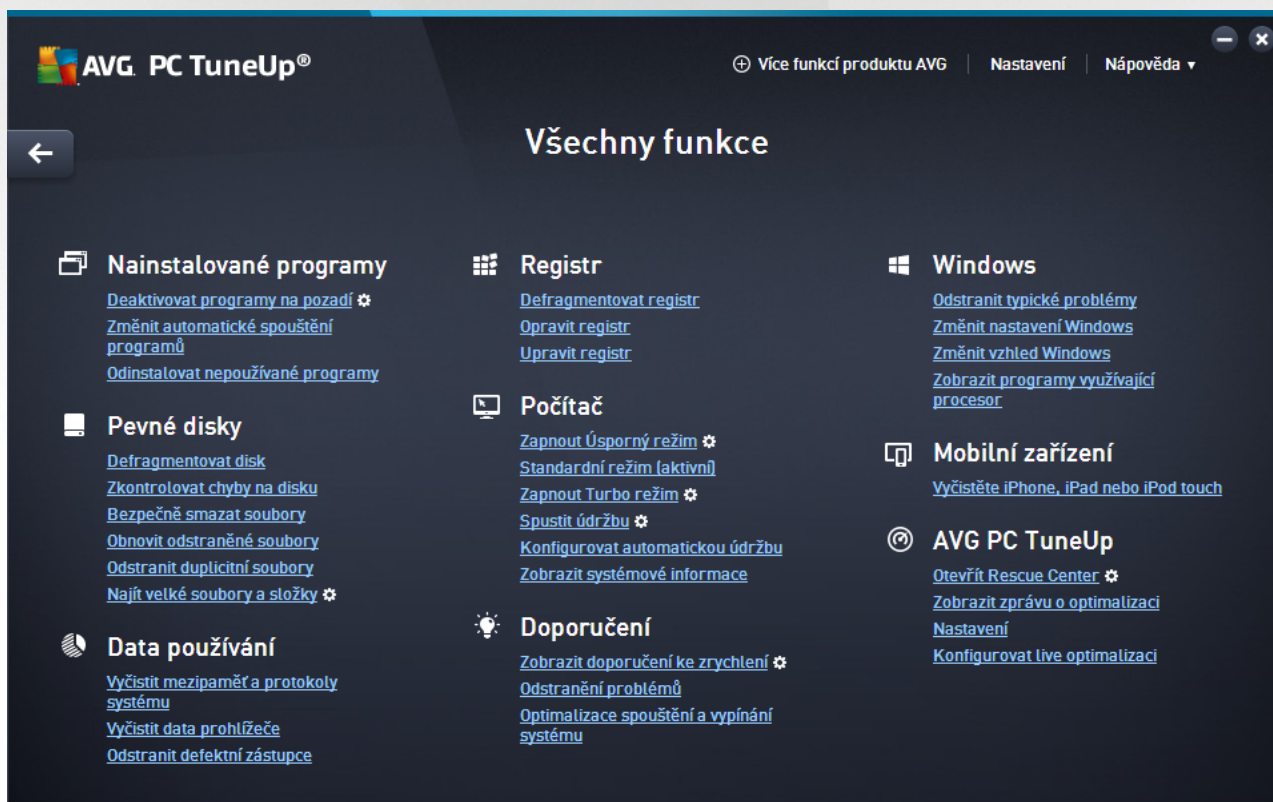 AVG. PC TuneUp®
Více funkcí produktu AVG
Nastavení
Nápověda
Všechny funkce
Nainstalované programy
Deaktivovat programy na pozadí
Změnit automatické spouštění
programů
Odinstalovat nepoužívané programy
Pevné disky
Defragmentovat disk
Zkontrolovat chyby na disku
Bezpečně smazat soubory
Obnovit odstraněné soubory
Odstranit duplicitní soubory
Najít velké soubory a složky
Data používání
Vyčistit mezipaměť a protokoly
systému
Vyčistit data prohlížeče
Odstranit defektní zástupce
Registr
Defragmentovat registr
Opravit registr
Upravit registr
Počítač
Zapnout Úsporný režim
Standardní režim (aktivní)
Zapnout Turbo režim
Spustit údržbu
Konfigurovat automatickou údržbu
Zobrazit systémové informace
Doporučení
Zobrazit doporučení ke zrychlení
Odstranění problémů
Optimalizace spouštění a vypínání
systému
Windows
Odstranit typické problémy
Změnit nastavení Windows
Změnit vzhled Windows
Zobrazit programy využívající
procesor
Mobilní zařízení
Vyčistěte iPhone, iPad nebo iPod touch
AVG PC TuneUp
Otevřít Rescue Center
Zobrazit zprávu o optimalizaci
Nastavení
Konfigurovat live optimalizaci